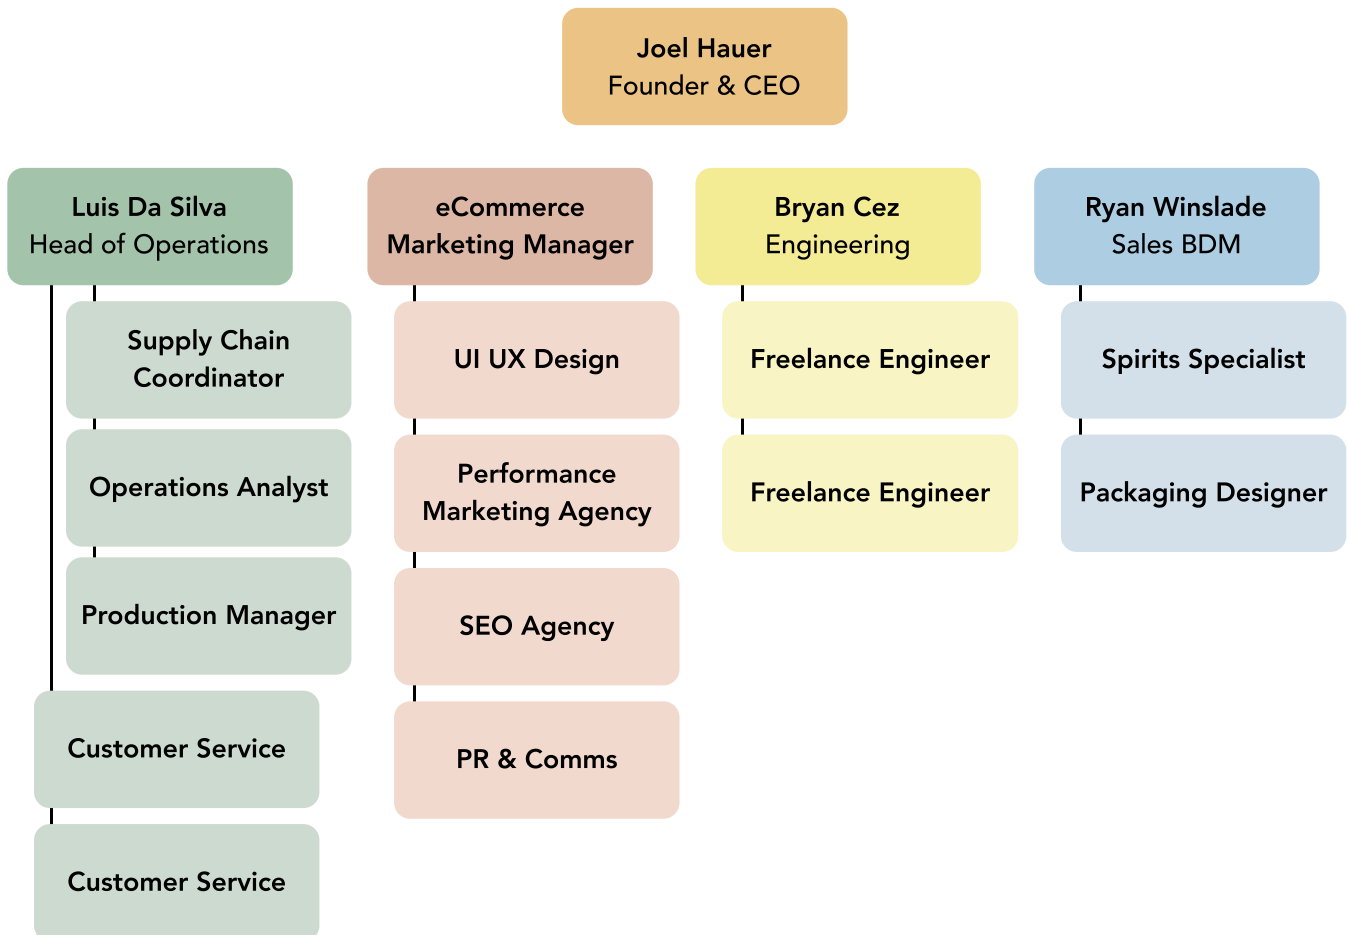 Joel Hauer
Founder & CEO
Luis Da Silva
Head of Operations
eCommerce
Marketing Manager
Bryan Cez
Engineering
Ryan Winslade
Sales BDM
Supply Chain
Coordinator
Operations Analyst
Production Manager
Customer Service
Customer Service
UI UX Design
Performance
Marketing Agency
SEO Agency
PR & Comms
Freelance Engineer
Freelance Engineer
Spirits Specialist
Packaging Designer